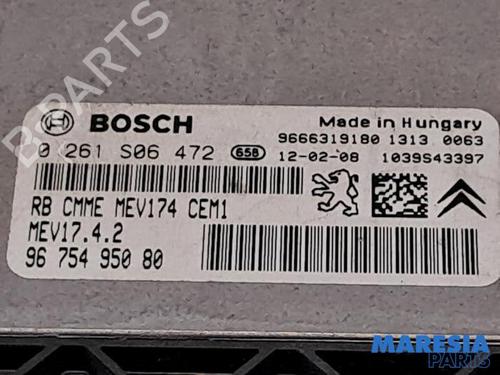 B-PARTS
BOSCH
Made in Hungary
9666319180 1313 0063
0 261 S06 472 658 12-02-08 1039S43397
RB CMME MEV174 CEM1
MEV17.4.2
96 754 950 80
MARESIA
PARTS